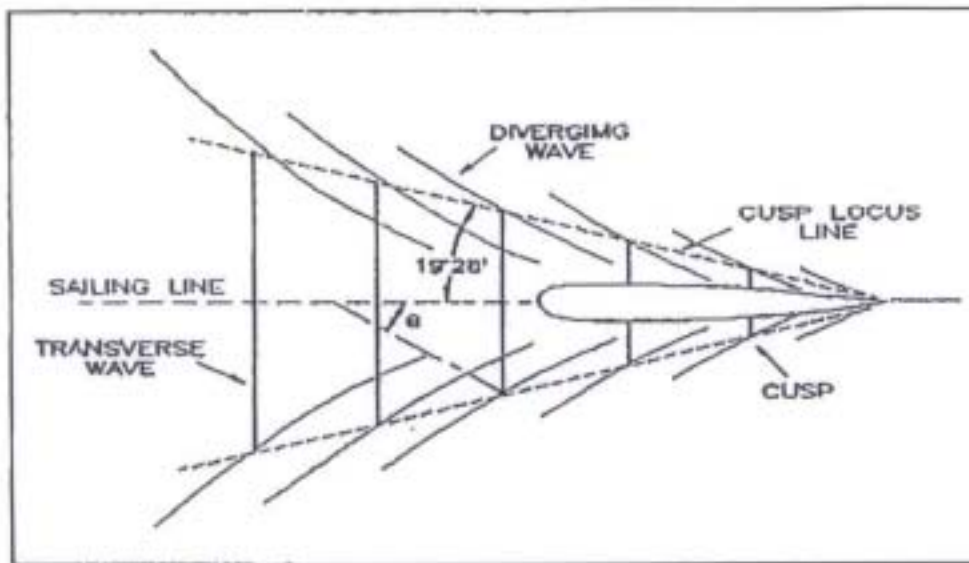 DIVERGIMG
WAVE
CUSP LOCUS
LINE
19°28'
SAILING LINE
θ
TRANSVERSE
WAVE
CUSP